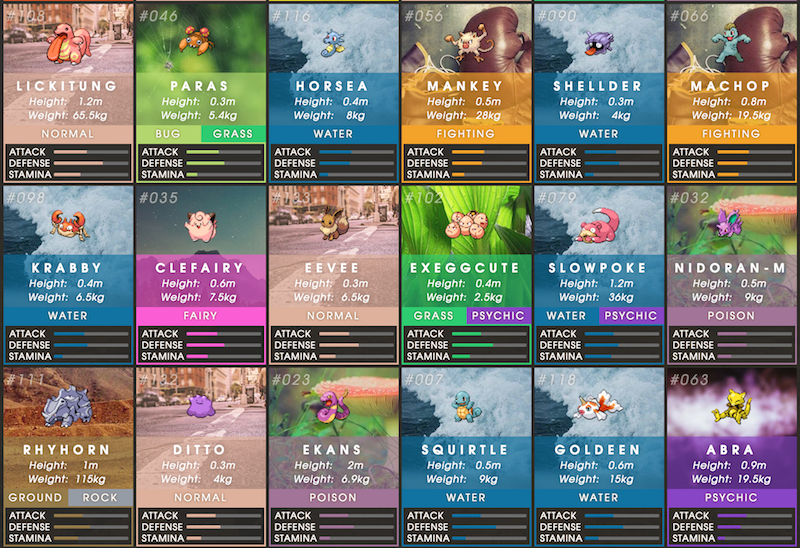 #108
LICKITUNG
Height: 1.2m
Weight: 65.5kg
NORMAL
ATTACK
DEFENSE
STAMINA
#046
PARAS
Height: 0.3m
Weight: 5.4kg
BUG GRASS
ATTACK
DEFENSE
STAMINA
#116
HORSEA
Height: 0.4m
Weight: 8kg
WATER
ATTACK
DEFENSE
STAMINA
#056
MANKEY
Height: 0.5m
Weight: 28kg
FIGHTING
ATTACK
DEFENSE
STAMINA
#090
SHELLDER
Height: 0.3m
Weight: 4kg
WATER
ATTACK
DEFENSE
STAMINA
#066
MACHOP
Height: 0.8m
Weight: 19.5kg
FIGHTING
ATTACK
DEFENSE
STAMINA
#098
KRABBY
Height: 0.4m
Weight: 6.5kg
WATER
ATTACK
DEFENSE
STAMINA
#035
CLEFAIRY
Height: 0.6m
Weight: 7.5kg
FAIRY
ATTACK
DEFENSE
STAMINA
#133
EEVEE
Height: 0.3m
Weight: 6.5kg
NORMAL
ATTACK
DEFENSE
STAMINA
#102
EXEGGCUTE
Height: 0.4m
Weight: 2.5kg
GRASS PSYCHIC
ATTACK
DEFENSE
STAMINA
#079
SLOWPOKE
Height: 1.2m
Weight: 36kg
WATER PSYCHIC
ATTACK
DEFENSE
STAMINA
#032
NIDORAN-M
Height: 0.5m
Weight: 9kg
POISON
ATTACK
DEFENSE
STAMINA
#111
RHYHORN
Height: 1m
Weight: 115kg
GROUND ROCK
ATTACK
DEFENSE
STAMINA
#132
DITTO
Height: 0.3m
Weight: 4kg
NORMAL
ATTACK
DEFENSE
STAMINA
#023
EKANS
Height: 2m
Weight: 6.9kg
POISON
ATTACK
DEFENSE
STAMINA
#007
SQUIRTLE
Height: 0.5m
Weight: 9kg
WATER
ATTACK
DEFENSE
STAMINA
#118
GOLDEEN
Height: 0.6m
Weight: 15kg
WATER
ATTACK
DEFENSE
STAMINA
#063
ABRA
Height: 0.9m
Weight: 19.5kg
PSYCHIC
ATTACK
DEFENSE
STAMINA